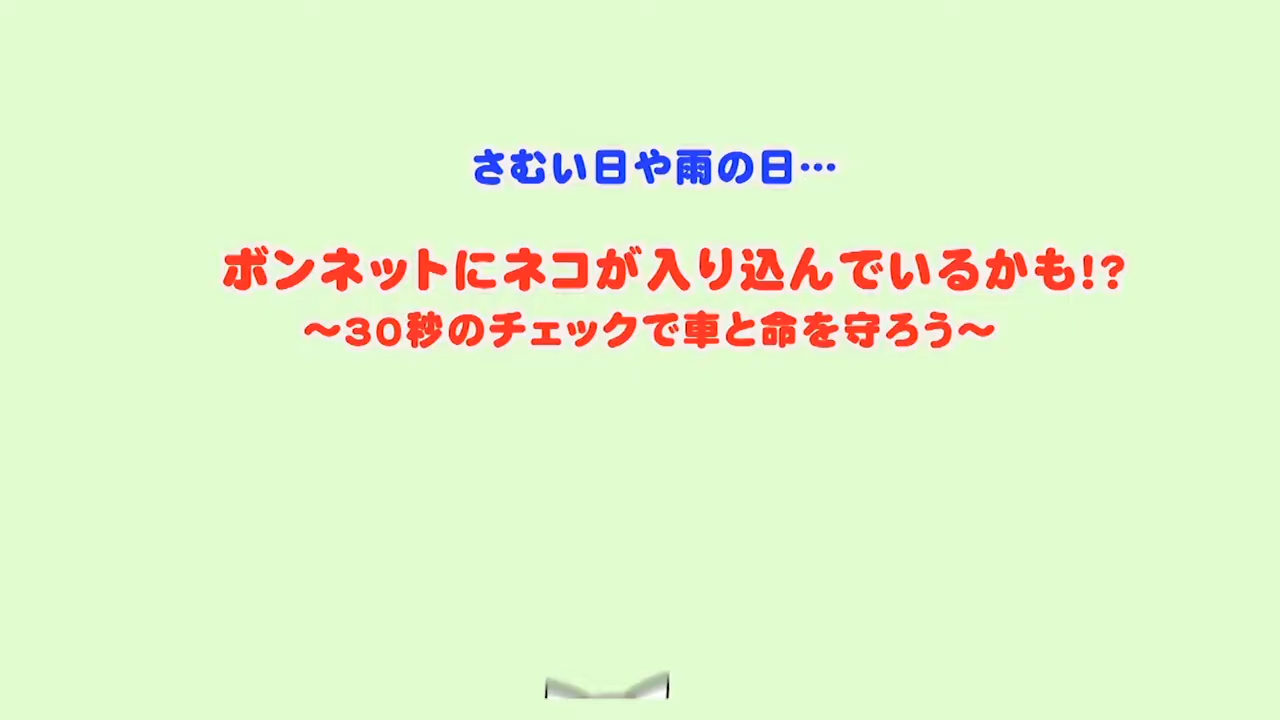 さむい日や雨の日…
ボンネットにネコが入り込んでいるかも!?
～30秒のチェックで車と命を守ろう～